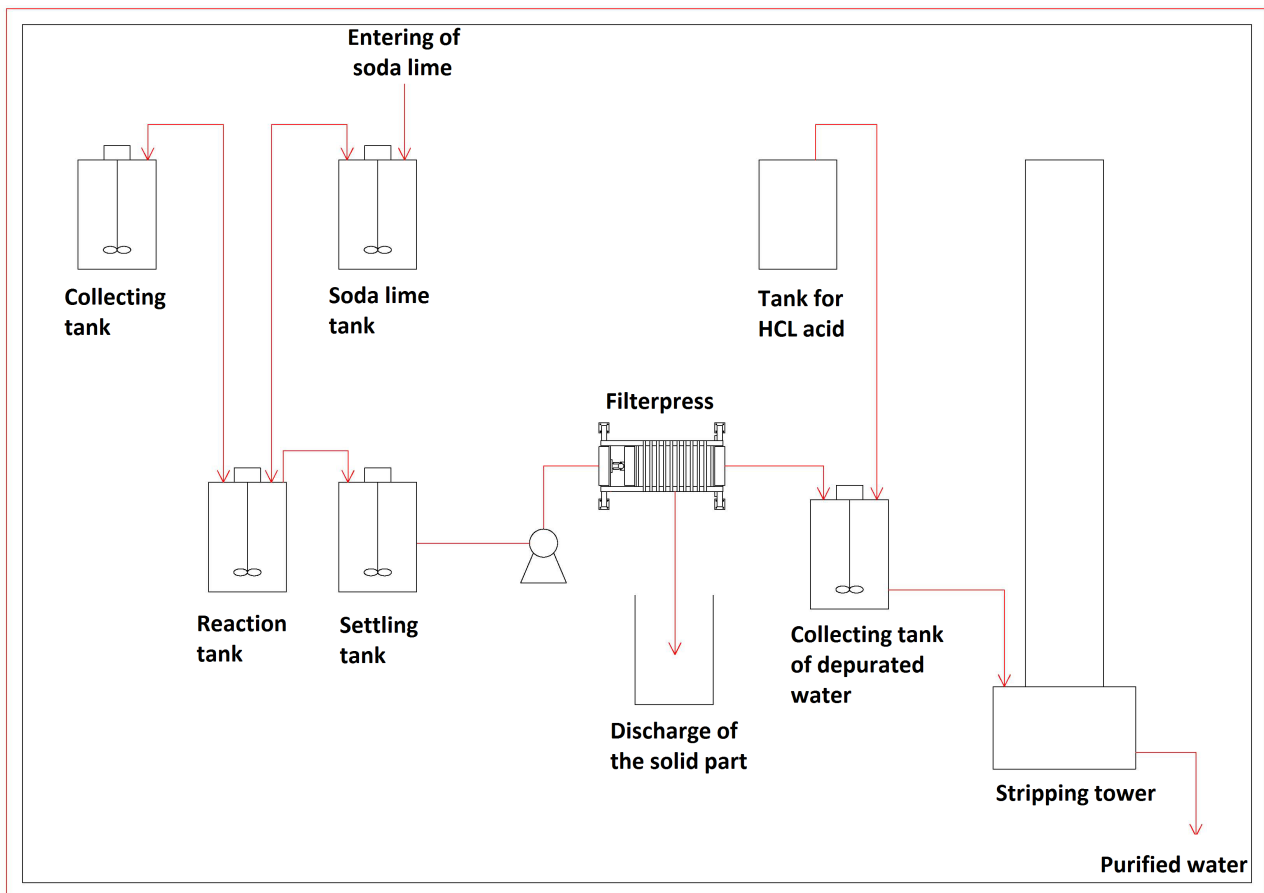 Entering of
soda lime
Collecting
tank
Soda lime
tank
Tank for
HCL acid
Filterpress
Reaction
tank
Settling
tank
Collecting tank
of depurated
water
Discharge of
the solid part
Stripping tower
Purified water